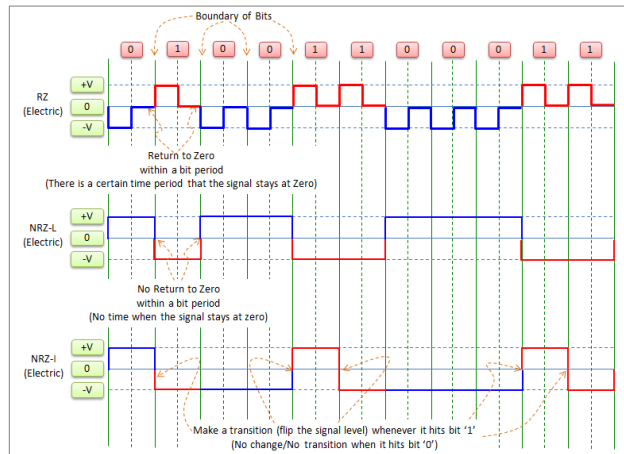 Boundary of Bits
0 1 0 0 1 1 0 0 0 1 1
RZ
(Electric)
+V
0
-V
Return to Zero
within a bit period
(There is a certain time period that the signal stays at Zero)
NRZ-L
(Electric)
+V
0
-V
No Return to Zero
within a bit period
(No time when the signal stays at zero)
NRZ-I
(Electric)
+V
0
-V
Make a transition (flip the signal level) whenever it hits bit ‘1’
(No change/No transition when it hits bit ‘0’)